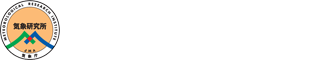 METEOROLOGICAL RESEARCH INSTITUTE
気象研究所
J.M.A.
気象庁